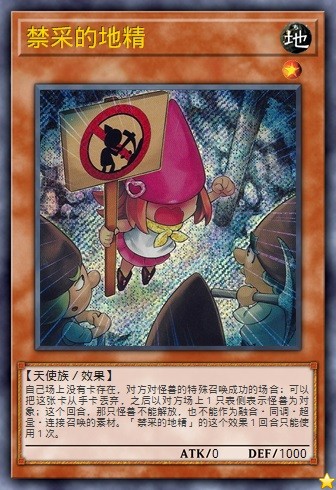 禁采的地精
地
【天使族／效果】
自己场上没有卡存在，对方对怪兽的特殊召唤成功的场合：可以
把这张卡从手卡丢弃，之后以对方场上1只表侧表示怪兽为对
象；这个回合，那只怪兽不能解放，也不能作为融合·同调·超
量·连接召唤的素材。「禁采的地精」的这个效果1回合只能使
用1次。
ATK/0 DEF/1000